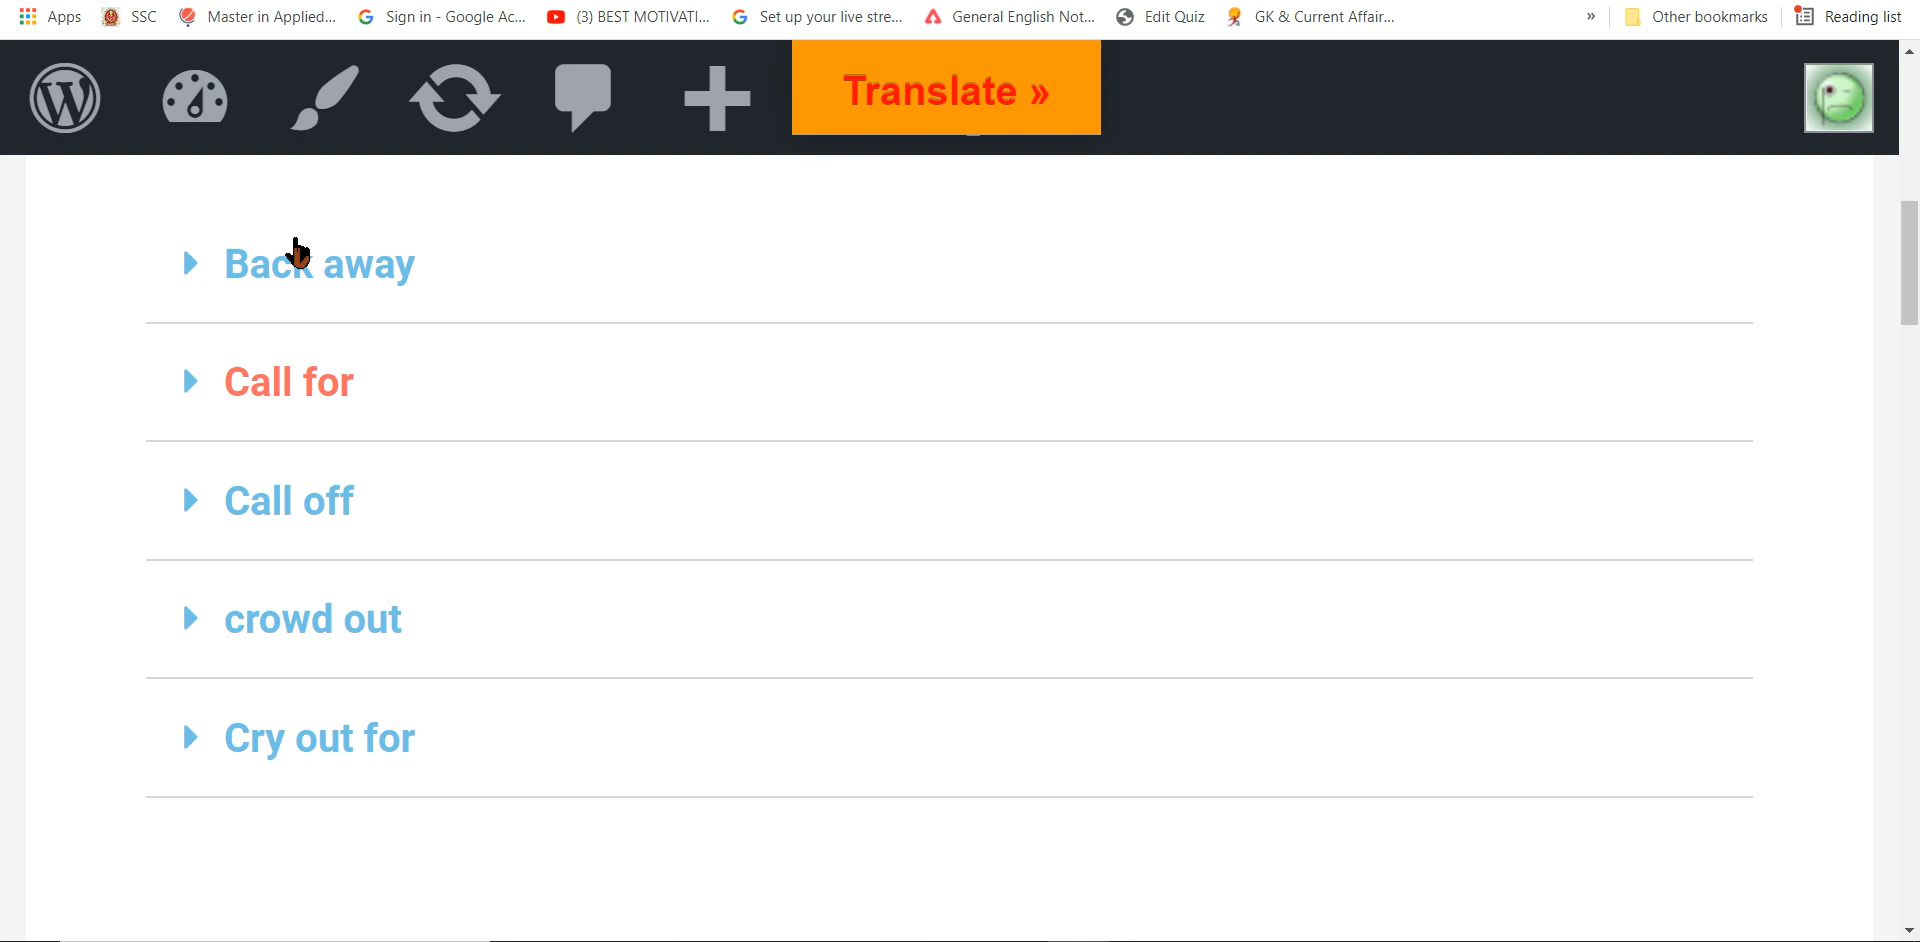 Apps SSC Master in Applied... Sign in - Google Ac... (3) BEST MOTIVATI... Set up your live stre... General English Not... Edit Quiz GK & Current Affair... » Other bookmarks Reading list
Translate »
Back away
Call for
Call off
crowd out
Cry out for